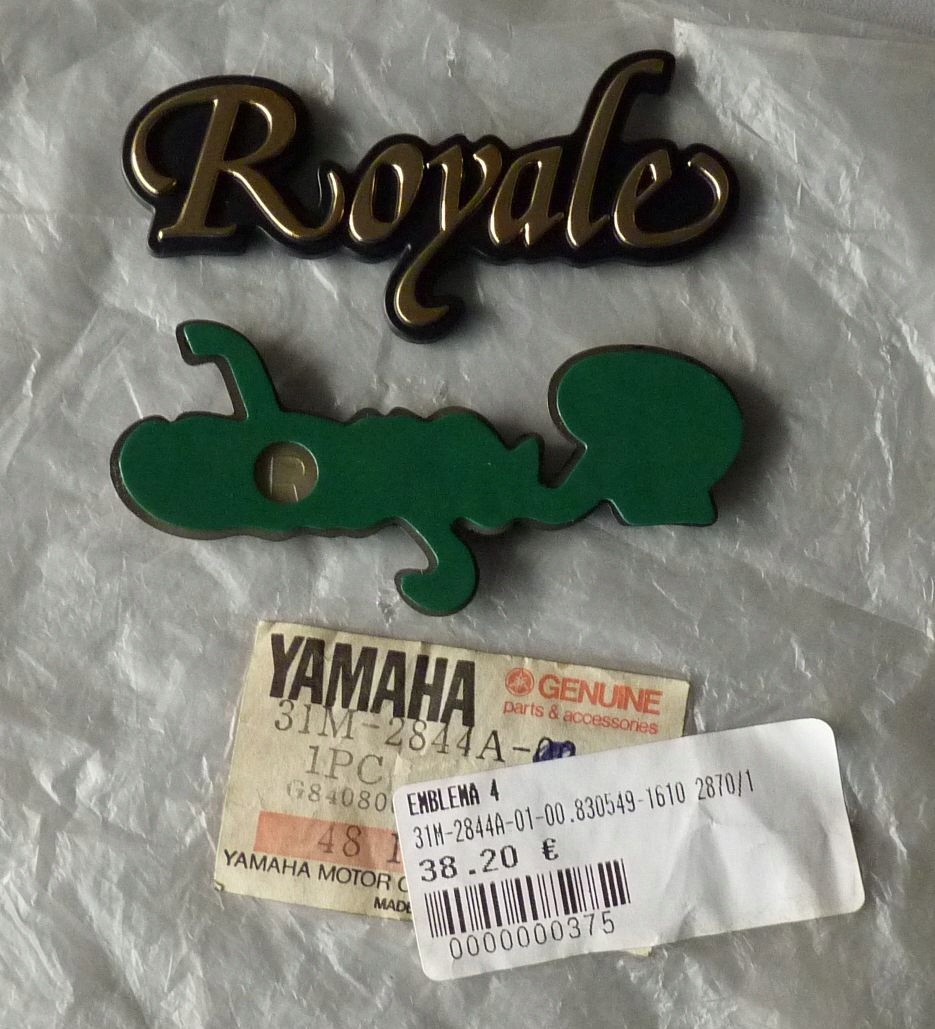 Royale
R
YAMAHA
GENUINE
parts & accessories
31M-2844A-
1PC
G84080
48
YAMAHA MOTOR
MADE
EMBLEMA 4
31M-2844A-01-00.830549-1610 2870/1
38.20 €
0000000375